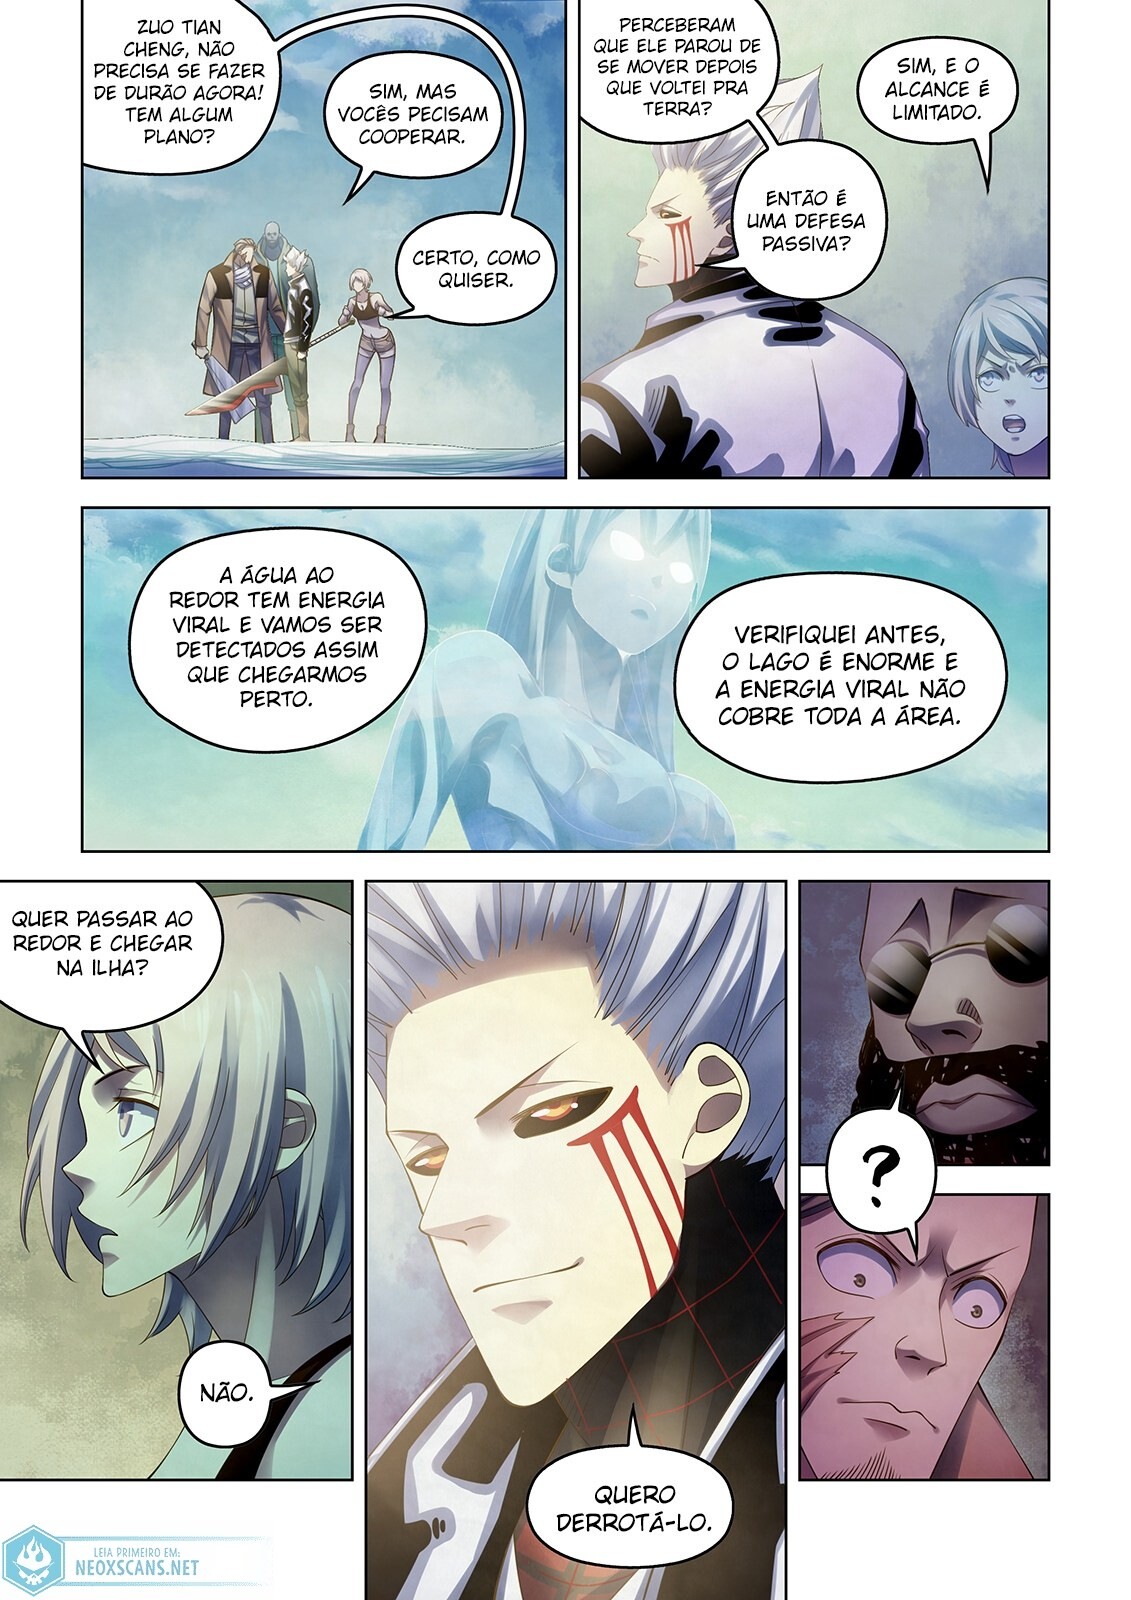 ZUO TIAN
CHENG, NÃO
PRECISA SE FAZER
DE DURÃO AGORA!
TEM ALGUM
PLANO?
SIM, MAS
VOCÊS PECISAM
COOPERAR.
CERTO, COMO
QUISER.
PERCEBERAM
QUE ELE PAROU DE
SE MOVER DEPOIS
QUE VOLTEI PRA
TERRA?
ENTÃO É
UMA DEFESA
PASSIVA?
SIM, E O
ALCANCE É
LIMITADO.
A ÁGUA AO
REDOR TEM ENERGIA
VIRAL E VAMOS SER
DETECTADOS ASSIM
QUE CHEGARMOS
PERTO.
VERIFIQUEI ANTES,
O LAGO É ENORME E
A ENERGIA VIRAL NÃO
COBRE TODA A ÁREA.
QUER PASSAR AO
REDOR E CHEGAR
NA ILHA?
NÃO.
QUERO
DERROTÁ-LO.
?
LEIA PRIMEIRO EM:
NEOXSCANS.NET